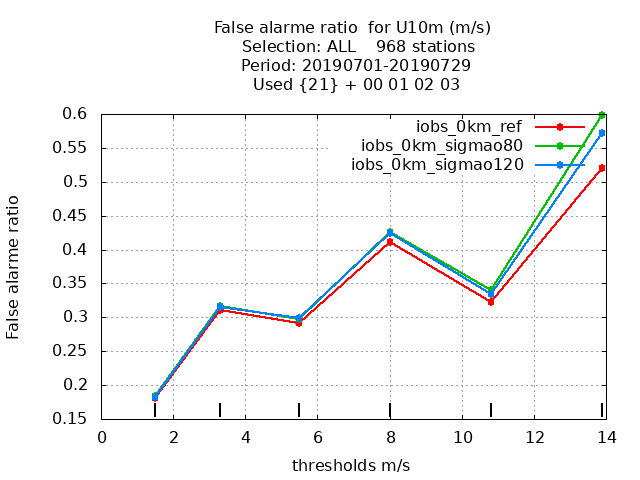 False alarme ratio  for U10m (m/s)
Selection: ALL    968 stations
Period: 20190701-20190729
Used {21} + 00 01 02 03
iobs_0km_ref
iobs_0km_sigmao80
iobs_0km_sigmao120
False alarme ratio
0.6
0.55
0.5
0.45
0.4
0.35
0.3
0.25
0.2
0.15
0 2 4 6 8 10 12 14
thresholds m/s